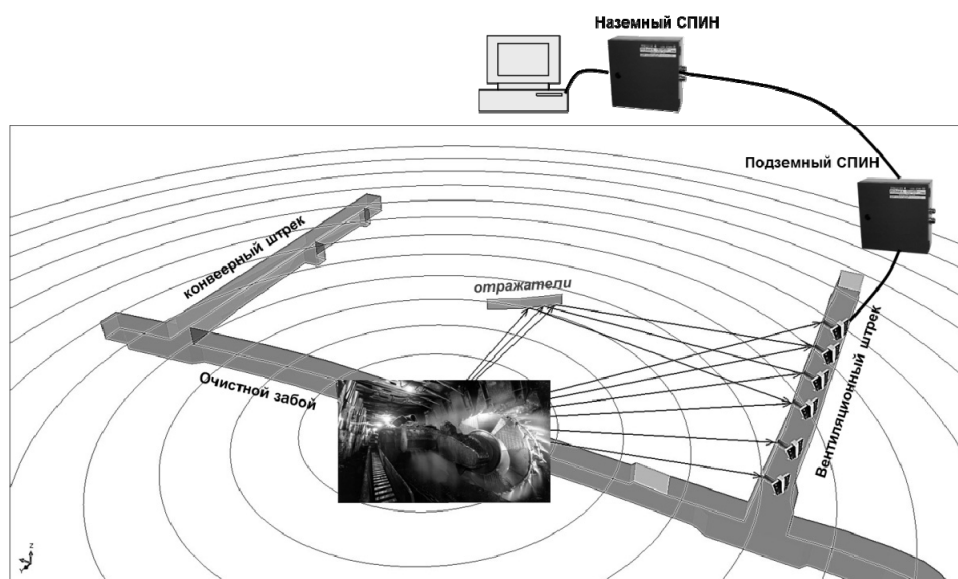 Наземный СПИН
Подземный СПИН
конвеерный штрек
отражатели
Вентиляционный штрек
Очистной забой
Z
Y